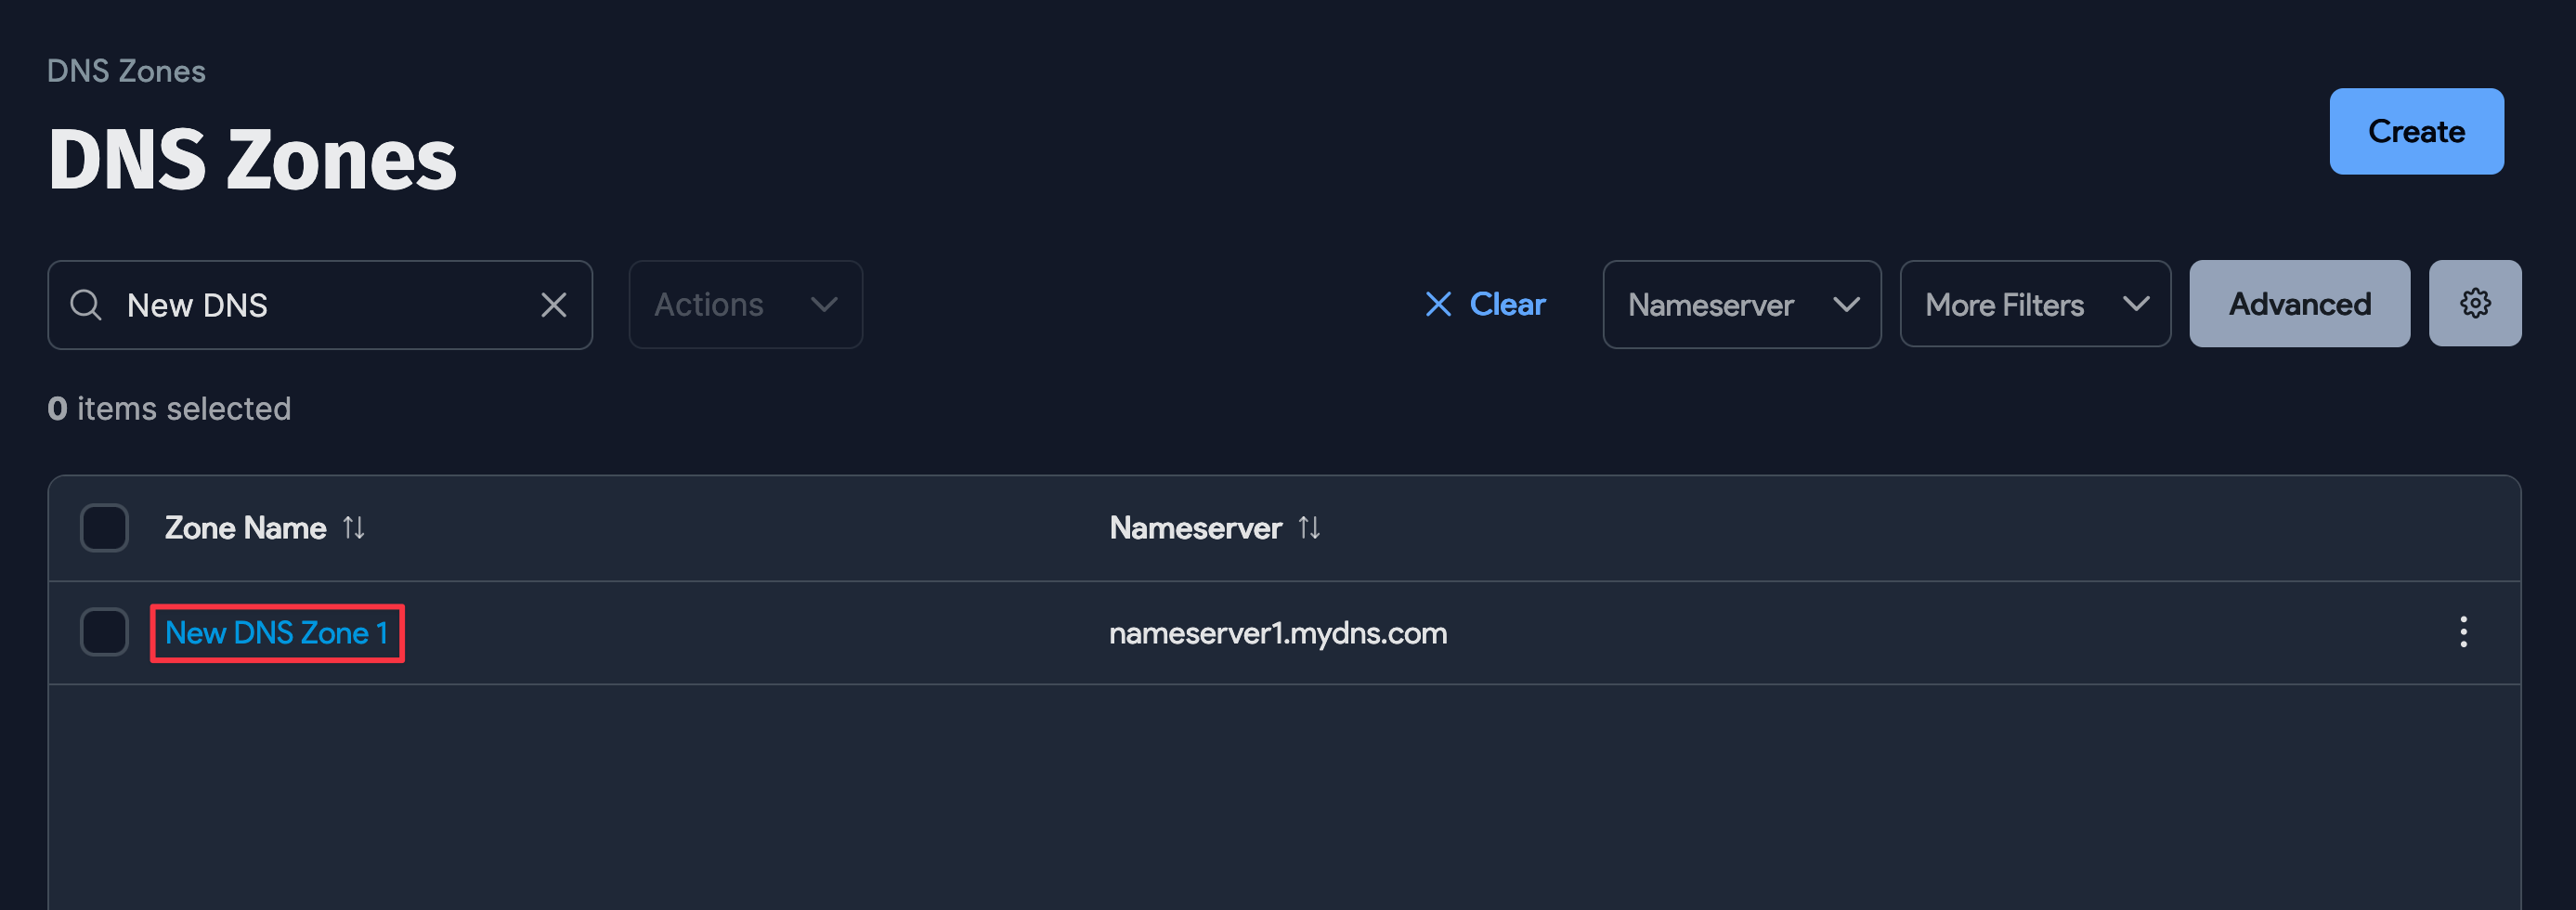 DNS Zones
DNS Zones
Create
New DNS
Actions
Clear
Nameserver
More Filters
Advanced
0 items selected
Zone Name
Nameserver
New DNS Zone 1
nameserver1.mydns.com